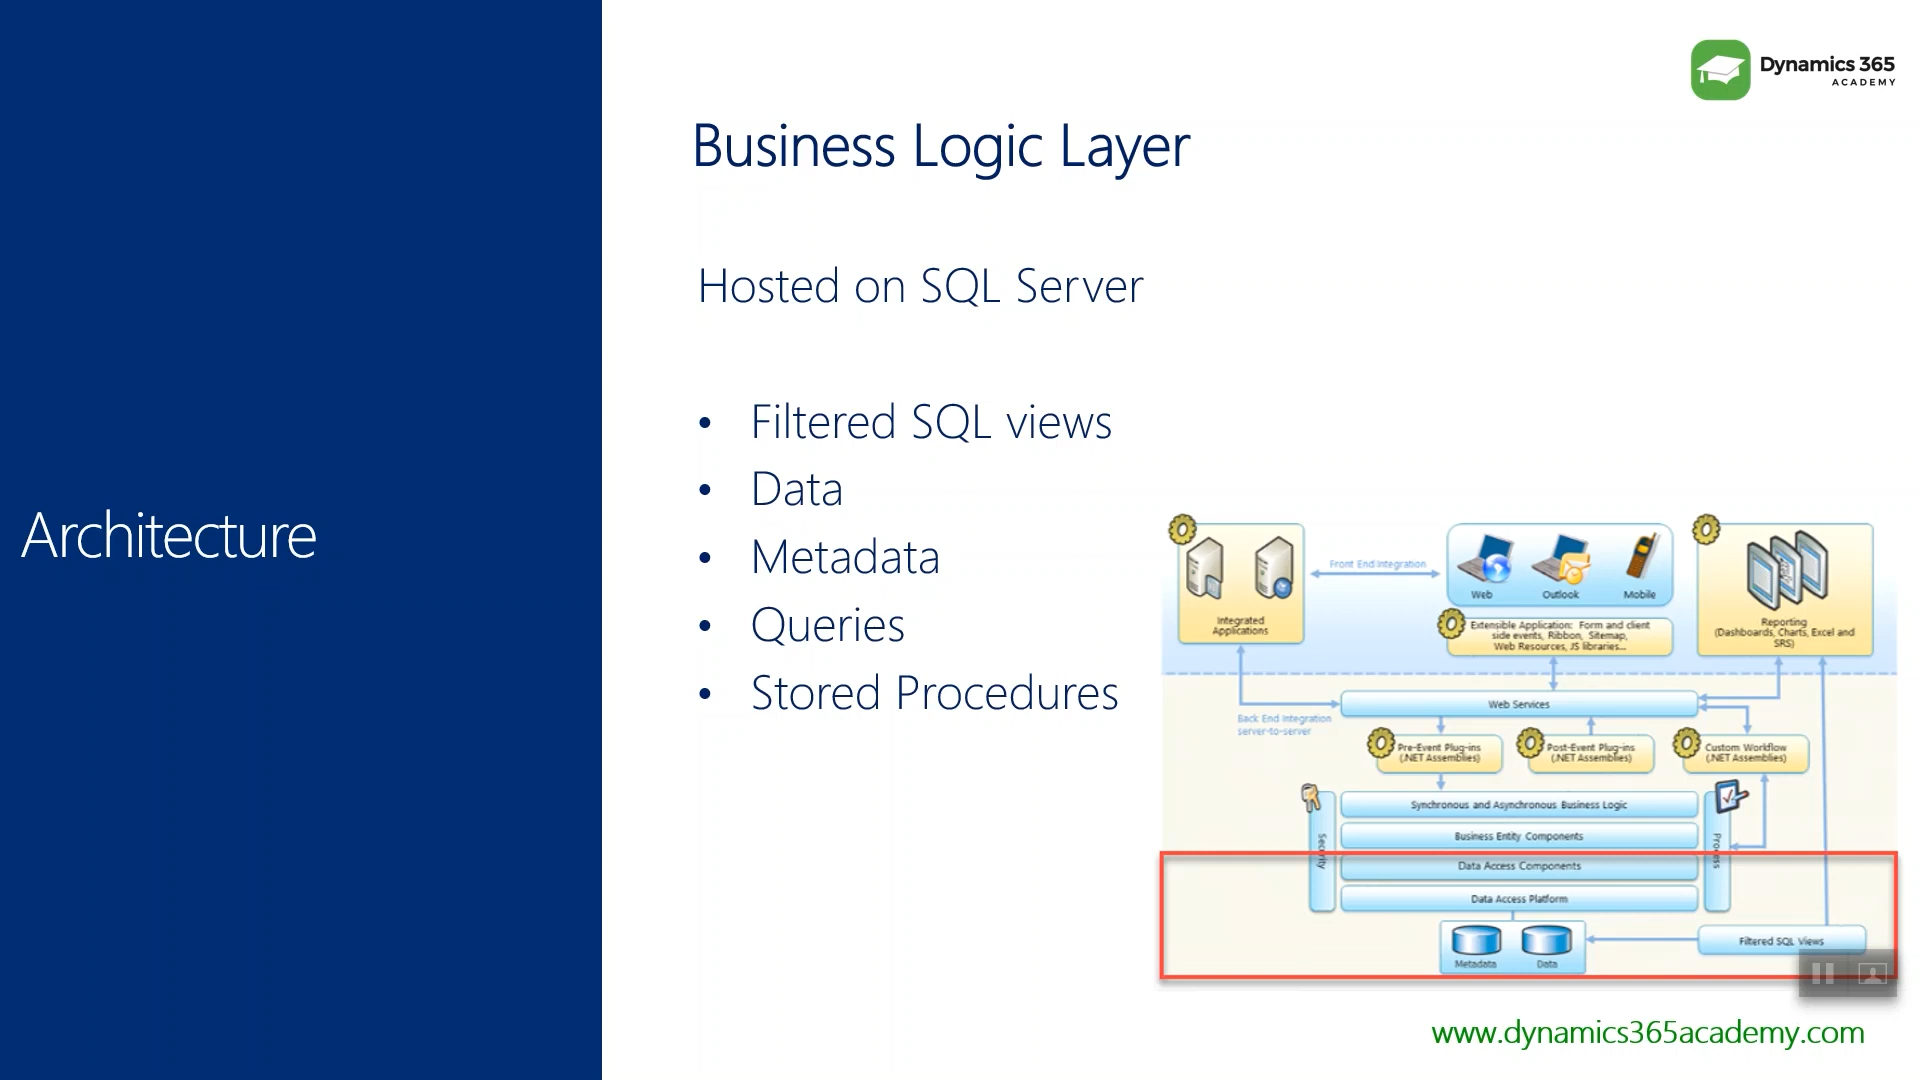 Dynamics 365
ACADEMY
Business Logic Layer
Hosted on SQL Server
• Filtered SQL views
• Data
• Metadata
• Queries
• Stored Procedures
Architecture
Integrated
Applications
Front End Integration
Web
Outlook
Mobile
Extensible Application: Form and client
side events, Ribbon, Sitemap,
Web Resources, JS libraries...
Reporting
(Dashboards, Charts, Excel and
SRS)
Back End Integration
server-to-server
Web Services
Pre-Event Plug-ins
(.NET Assemblies)
Post-Event Plug-ins
(.NET Assemblies)
Custom Workflow
(.NET Assemblies)
Security
Synchronous and Asynchronous Business Logic
Business Entity Components
Data Access Components
Data Access Platform
Process
Metadata
Data
Filtered SQL Views
www.dynamics365academy.com